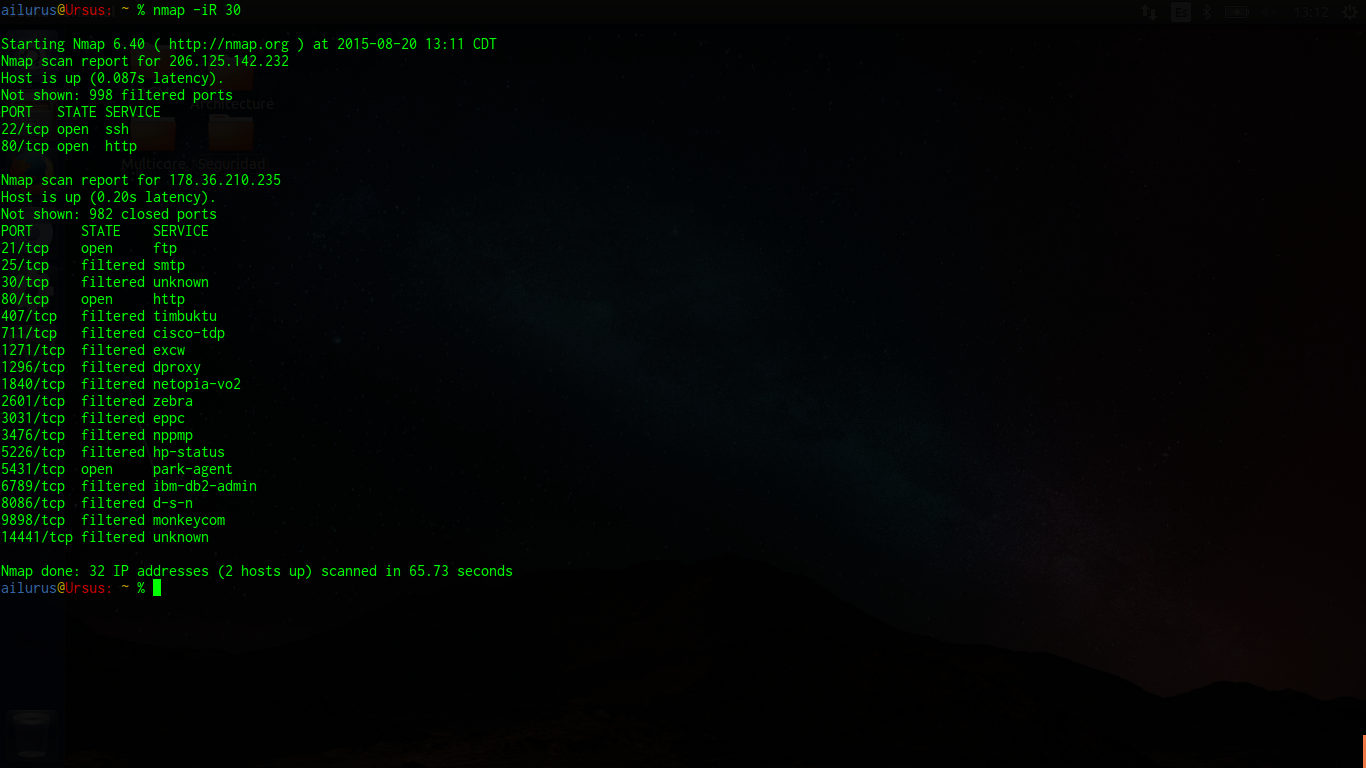 ailurus@Ursus: ~ % nmap -iR 30
13:12
Starting Nmap 6.40 ( http://nmap.org ) at 2015-08-20 13:11 CDT
Nmap scan report for 206.125.142.232
Host is up (0.087s latency).
Not shown: 998 filtered ports
Architecture
PORT   STATE SERVICE
22/tcp open  ssh
80/tcp open  http
Multicore Seguridad
Nmap scan report for 178.36.210.235
Host is up (0.20s latency).
Not shown: 982 closed ports
PORT      STATE    SERVICE
21/tcp    open     ftp
25/tcp    filtered smtp
30/tcp    filtered unknown
80/tcp    open     http
407/tcp   filtered timbuktu
711/tcp   filtered cisco-tdp
1271/tcp  filtered excw
1296/tcp  filtered dproxy
1840/tcp  filtered netopia-vo2
2601/tcp  filtered zebra
3031/tcp  filtered eppc
3476/tcp  filtered nppmp
5226/tcp  filtered hp-status
5431/tcp  open     park-agent
6789/tcp  filtered ibm-db2-admin
8086/tcp  filtered d-s-n
9898/tcp  filtered monkeycom
14441/tcp filtered unknown
Nmap done: 32 IP addresses (2 hosts up) scanned in 65.73 seconds
ailurus@Ursus: ~ %